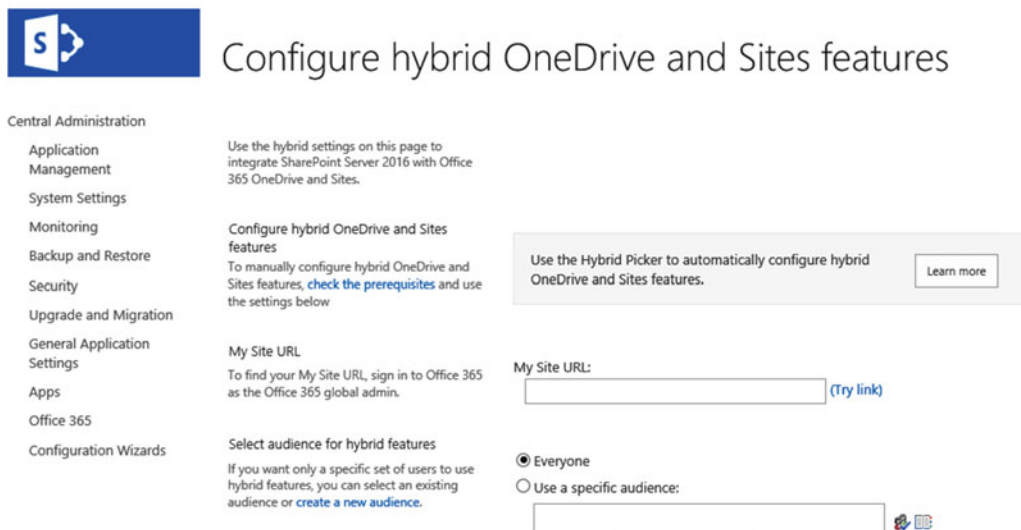 S
Configure hybrid OneDrive and Sites features
Central Administration
Application
Management
System Settings
Monitoring
Backup and Restore
Security
Upgrade and Migration
General Application
Settings
Apps
Office 365
Configuration Wizards
Use the hybrid settings on this page to
integrate SharePoint Server 2016 with Office
365 OneDrive and Sites.
Configure hybrid OneDrive and Sites
features
To manually configure hybrid OneDrive and
Sites features, check the prerequisites and use
the settings below
Use the Hybrid Picker to automatically configure hybrid
OneDrive and Sites features.
Learn more
My Site URL
To find your My Site URL, sign in to Office 365
as the Office 365 global admin.
My Site URL:
(Try link)
Select audience for hybrid features
If you want only a specific set of users to use
hybrid features, you can select an existing
audience or create a new audience.
Everyone
Use a specific audience: